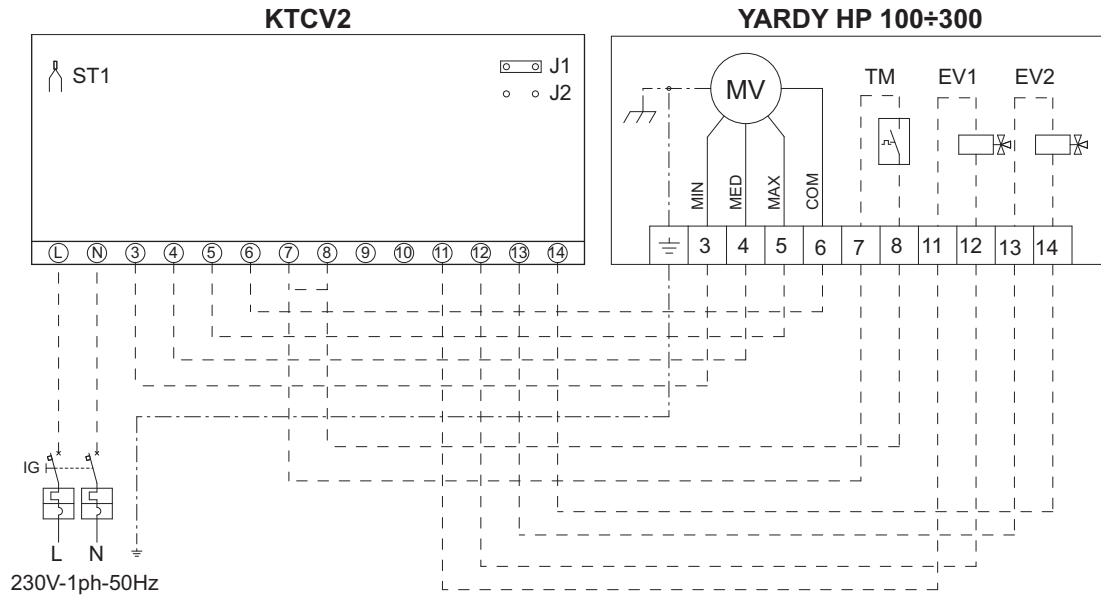 KTCV2
YARDY HP 100÷300
ST1
J1
J2
MV
TM
EV1
EV2
MIN
MED
MAX
COM
L N 3 4 5 6 7 8 9 10 11 12 13 14
3 4 5 6 7 8 11 12 13 14
IG
L N
230V-1ph-50Hz